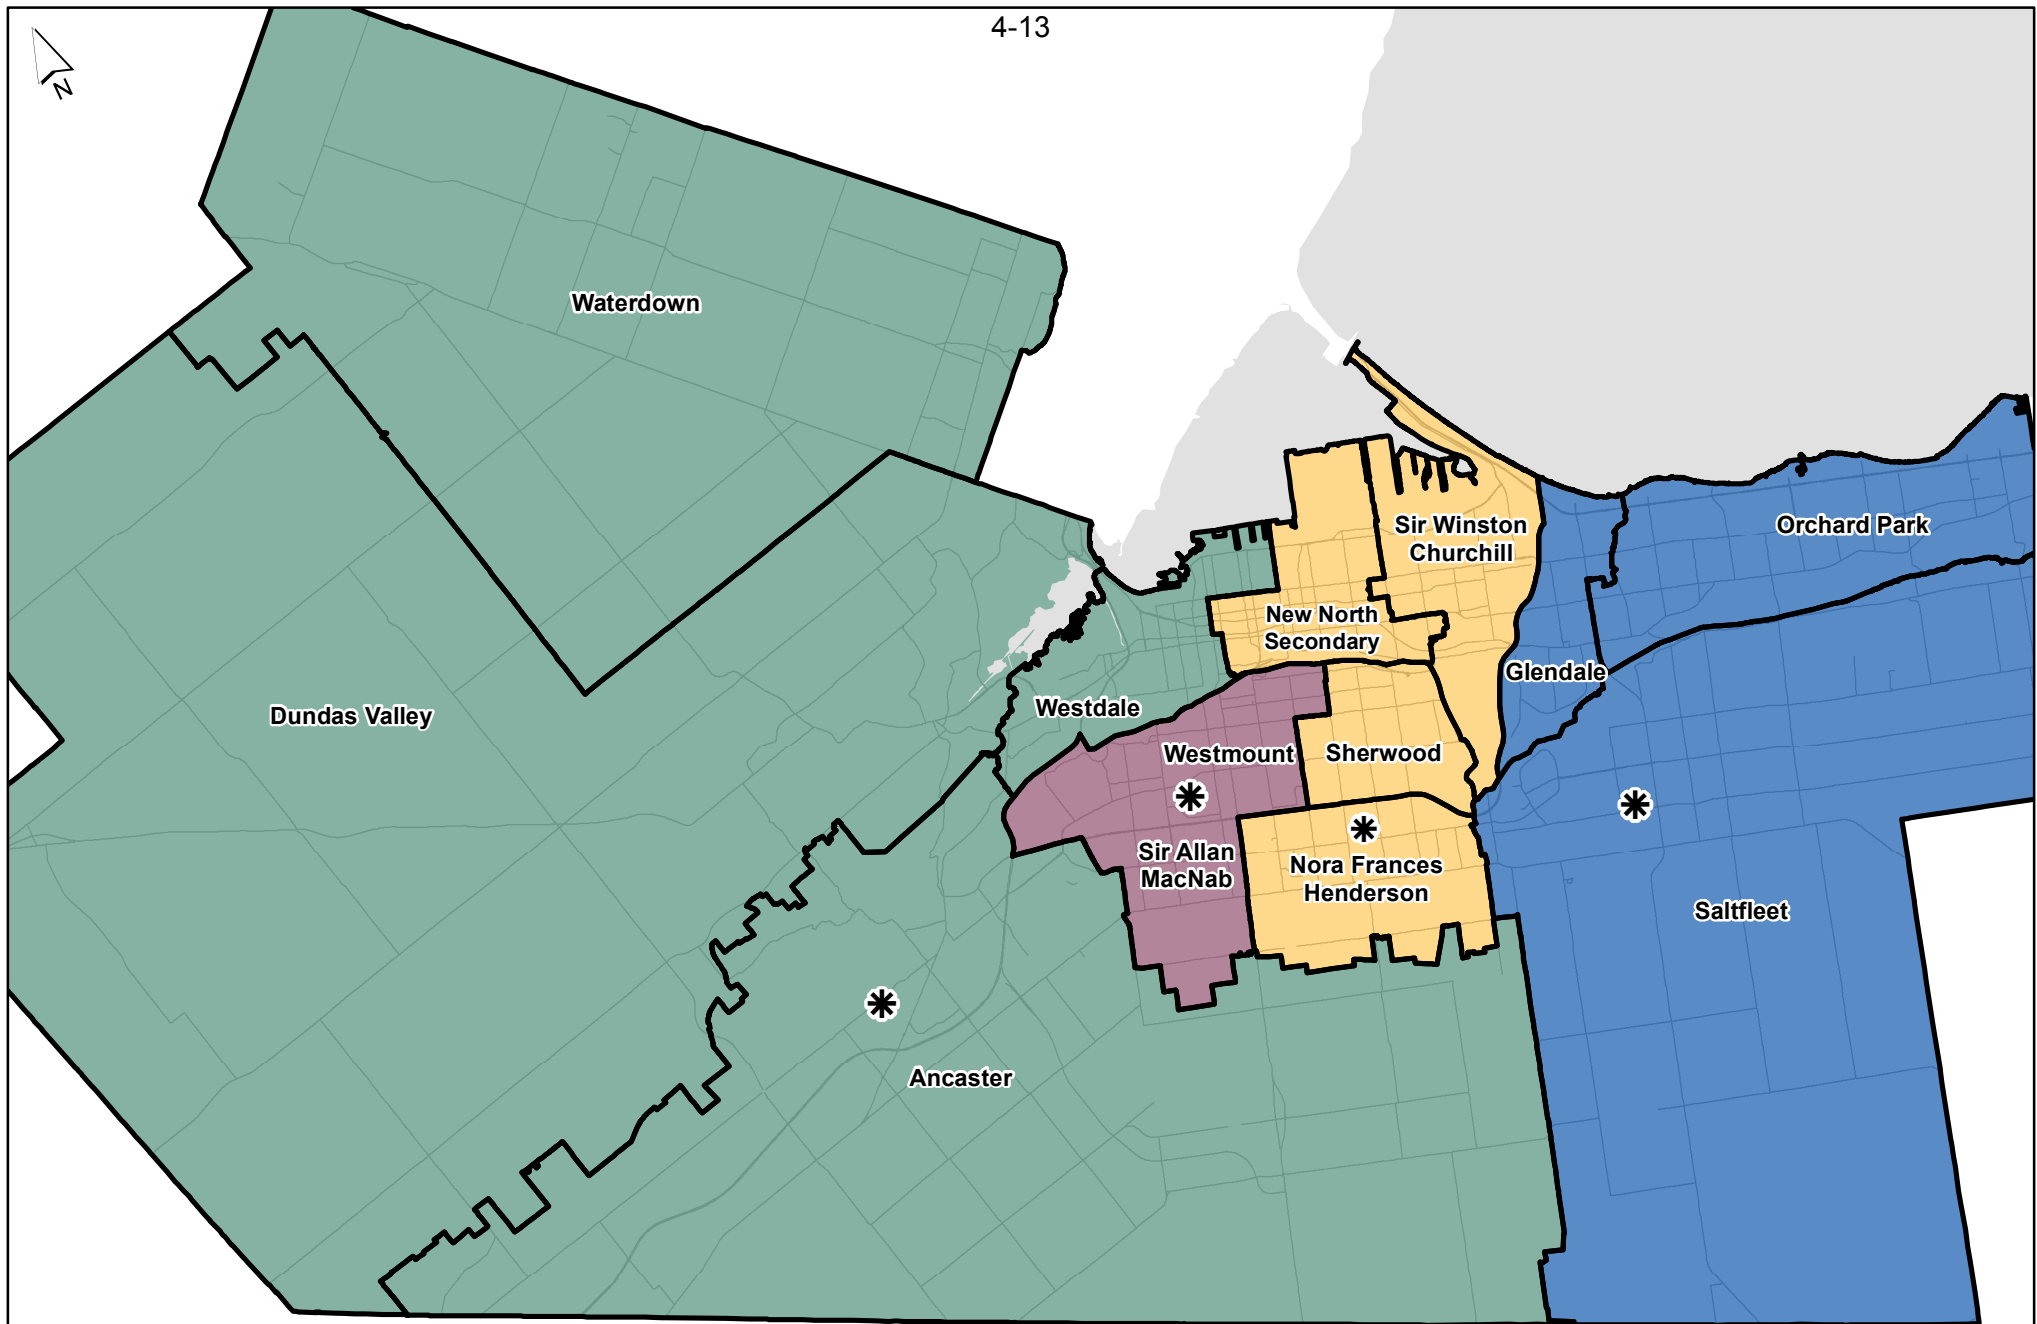 4-13
N
Waterdown
Sir Winston
Churchill
Orchard Park
New North
Secondary
Glendale
Dundas Valley
Westdale
Westmount
Sherwood
Sir Allan
MacNab
Nora Frances
Henderson
Saltfleet
Ancaster